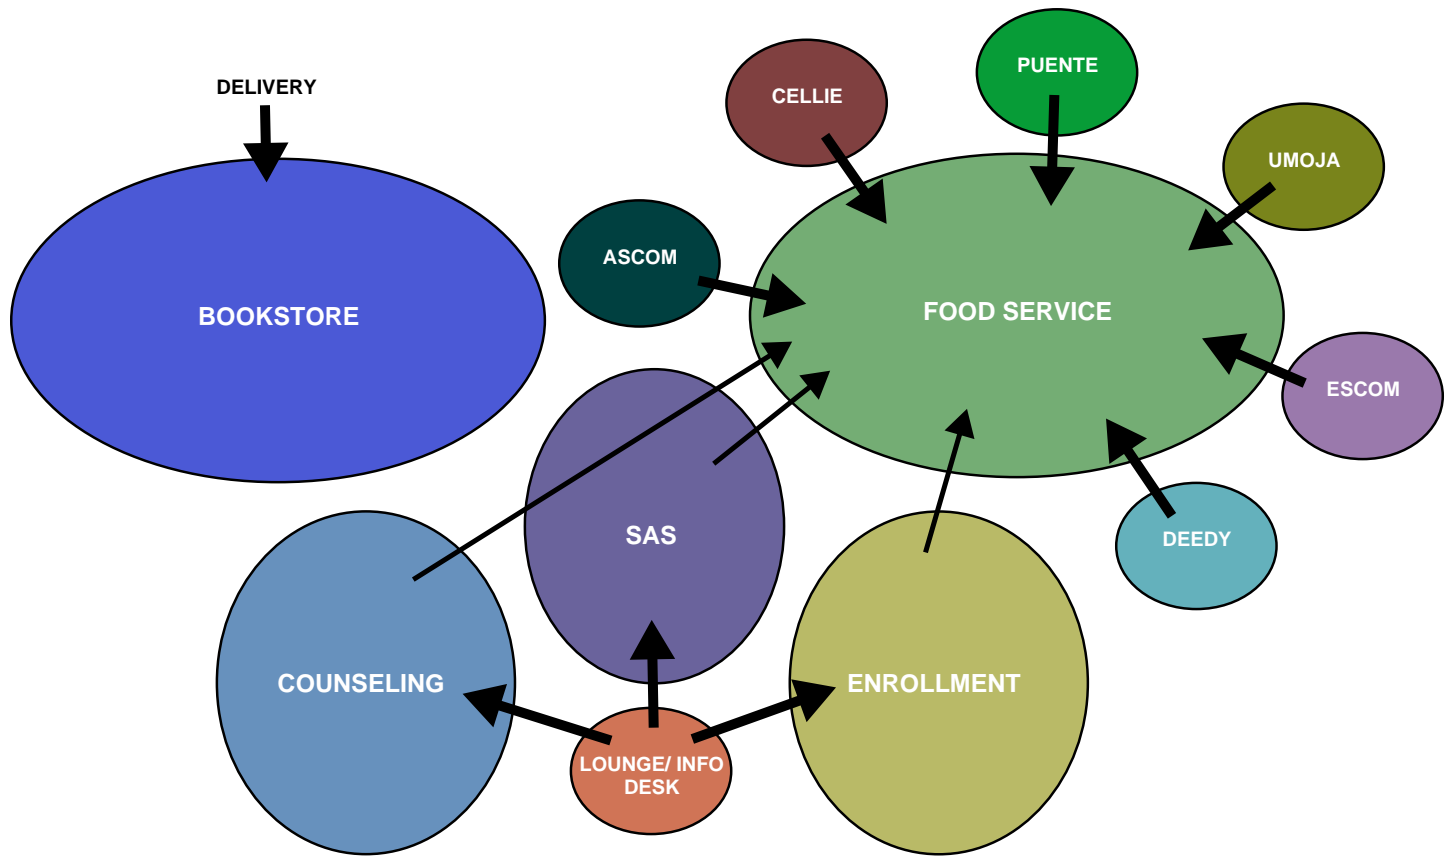 PUENTE
DELIVERY
CELLIE
UMOJA
ASCOM
BOOKSTORE
FOOD SERVICE
ESCOM
SAS
DEEDY
COUNSELING
ENROLLMENT
LOUNGE/ INFO
DESK